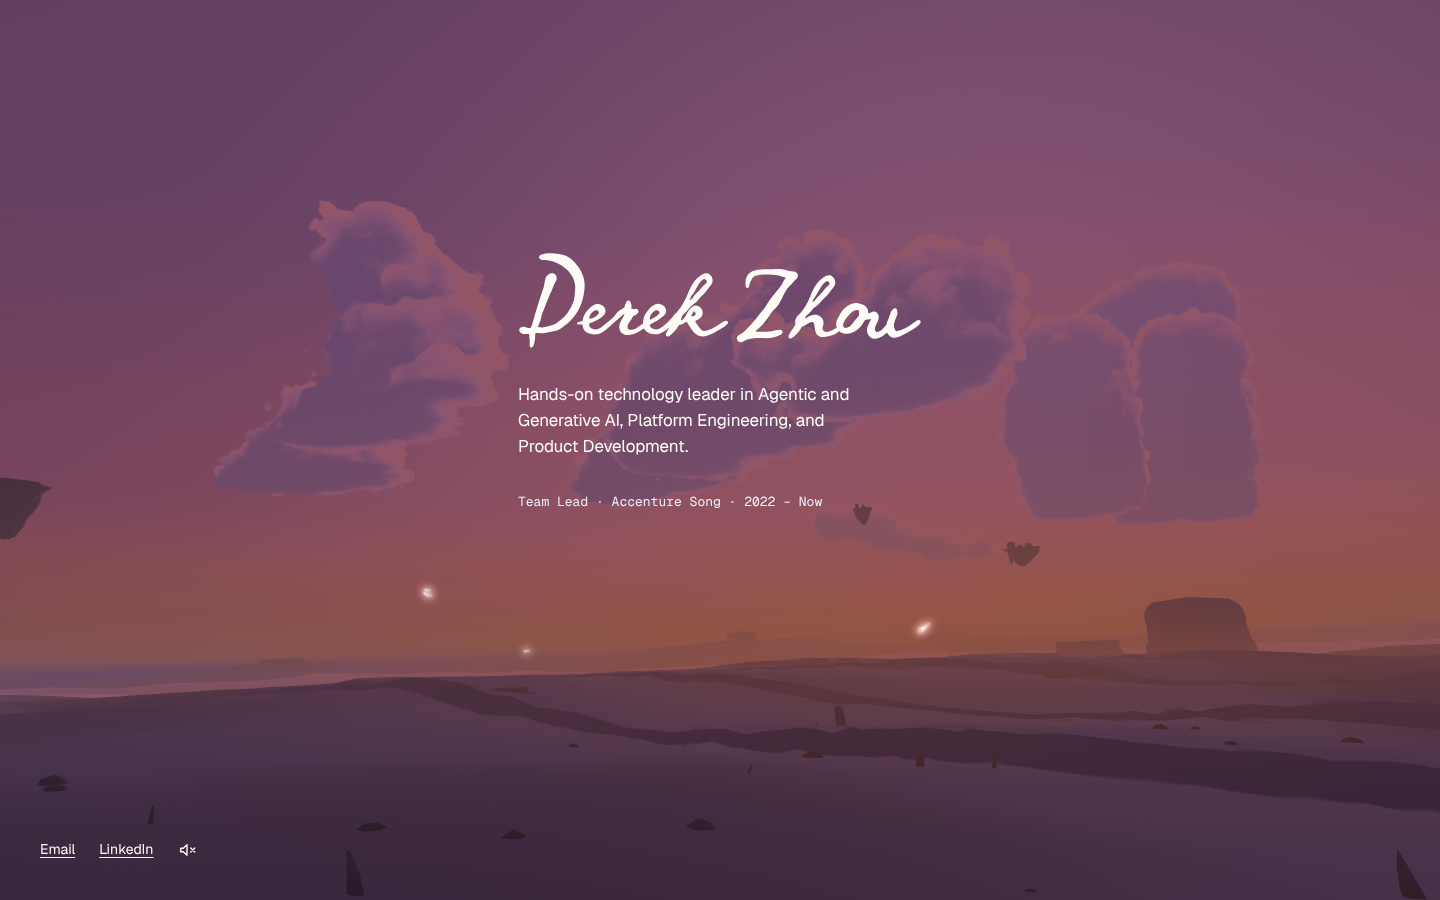 Derek Zhou
Hands-on technology leader in Agentic and
Generative AI, Platform Engineering, and
Product Development.
Team Lead · Accenture Song · 2022 – Now
Email LinkedIn